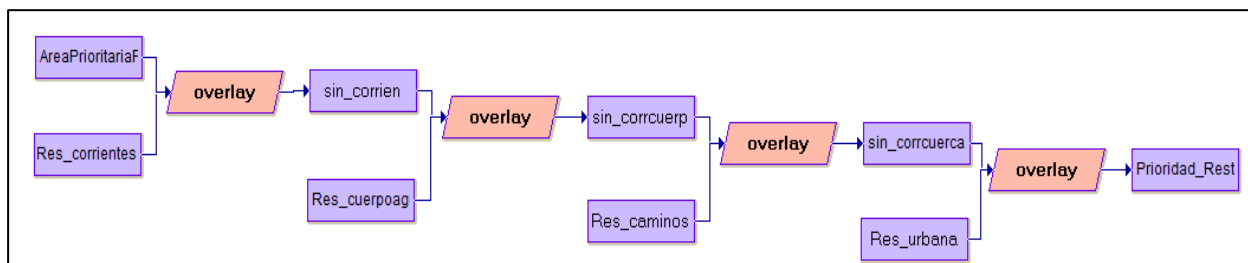 AreaPrioritariaF
overlay
sin_corrien
Res_corrientes
overlay
sin_corrcuerp
Res_cuerpoag
overlay
sin_corrcuerca
Res_caminos
overlay
Prioridad_Rest
Res_urbana